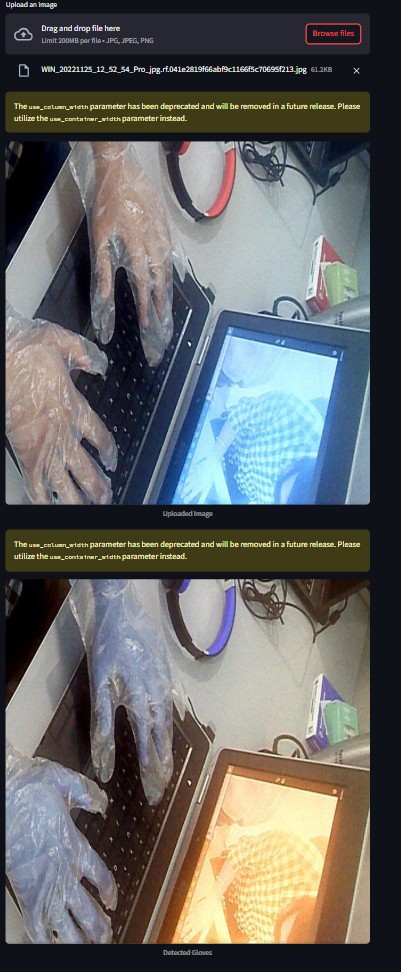 Upload an image
Drag and drop file here
Limit 200MB per file • JPG, JPEG, PNG
Browse files
WIN_20221125_12_52_54_Pro_jpg.rf.041e2819f66abf9c1166f5c70695f213.jpg 61.2KB
The use_column_width parameter has been deprecated and will be removed in a future release. Please
utilize the use_container_width parameter instead.
Uploaded Image
The use_column_width parameter has been deprecated and will be removed in a future release. Please
utilize the use_container_width parameter instead.
Detected Gloves